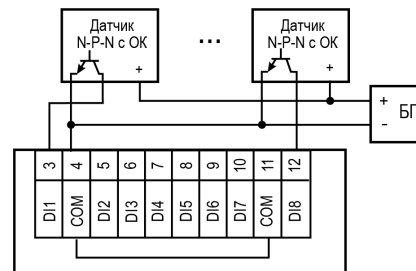 Датчик
N-P-N с ОК
+
...
Датчик
N-P-N с ОК
+
+
-
БП
3 4 5 6 7 8 9 10 11 12
DI1 COM DI2 DI3 DI4 DI5 DI6 DI7 COM DI8